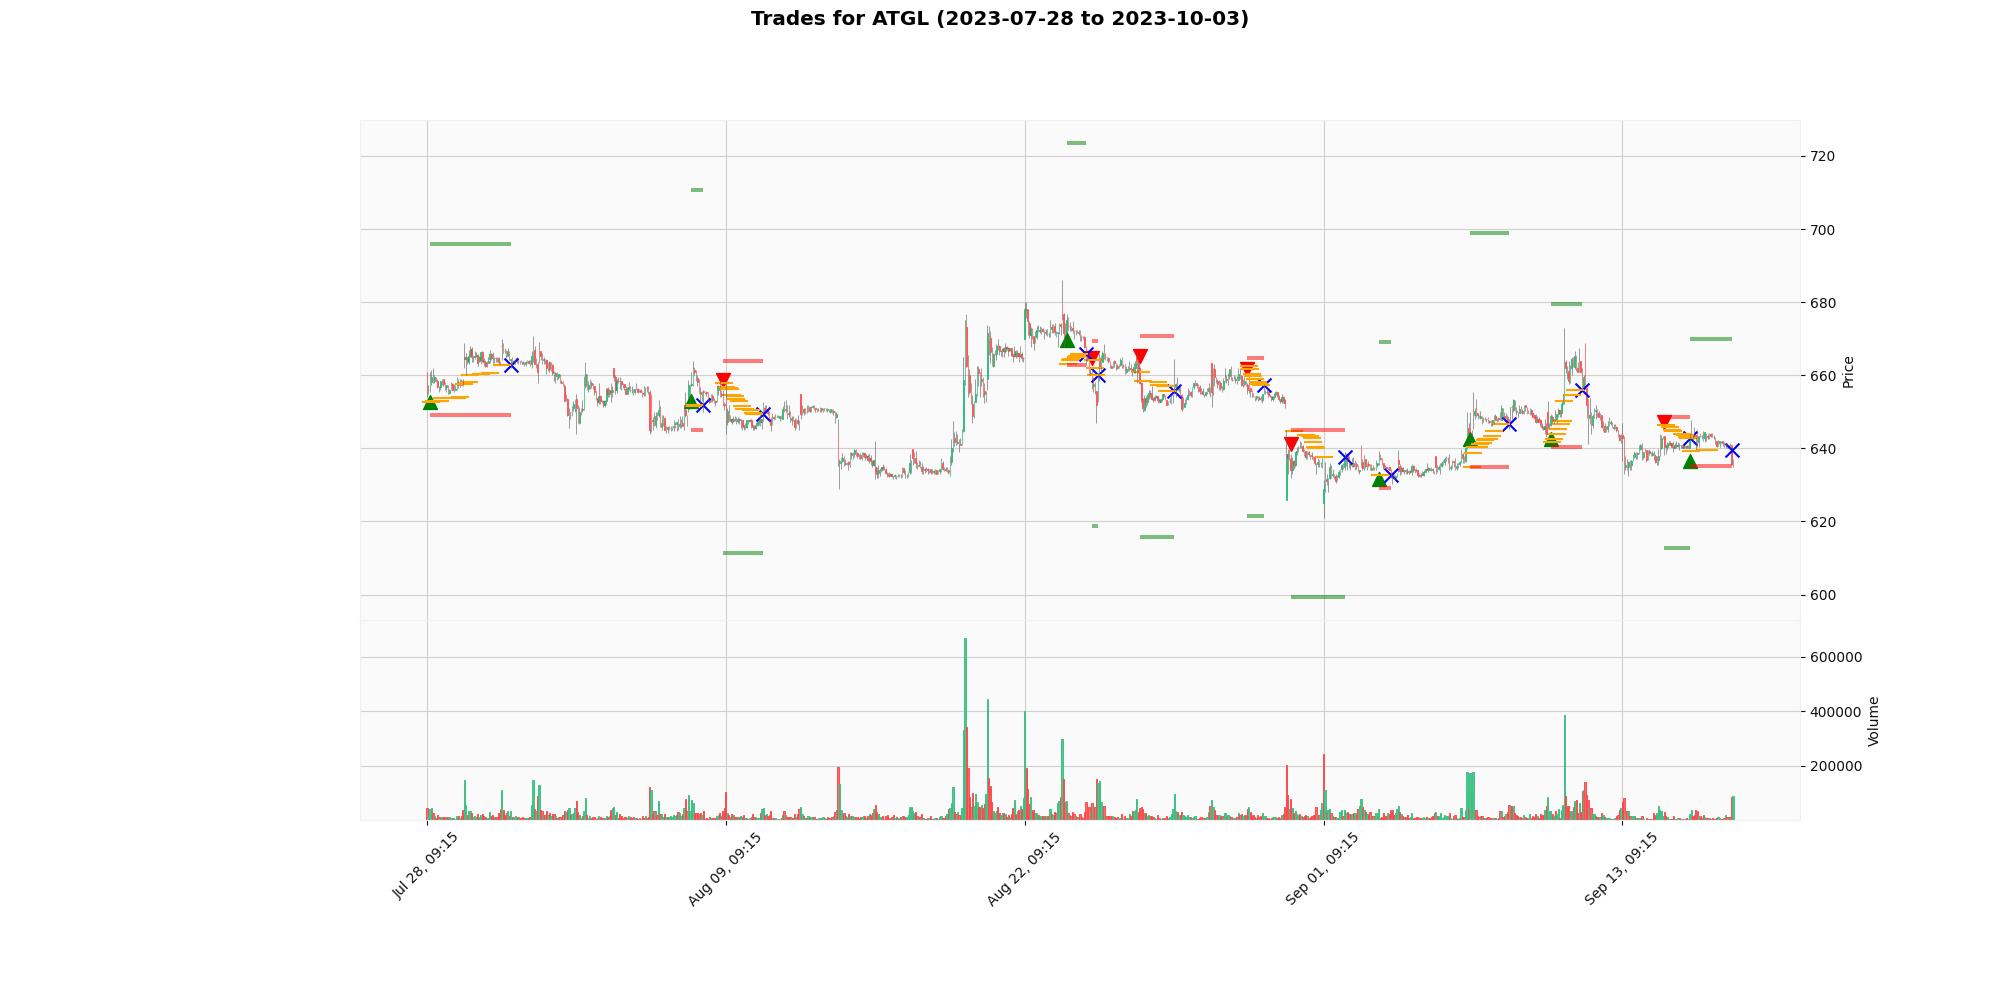 Trades for ATGL (2023-07-28 to 2023-10-03)
720
700
680
660
640
620
600
Price
600000
400000
200000
Volume
Jul 28, 09:15
Aug 09, 09:15
Aug 22, 09:15
Sep 01, 09:15
Sep 13, 09:15